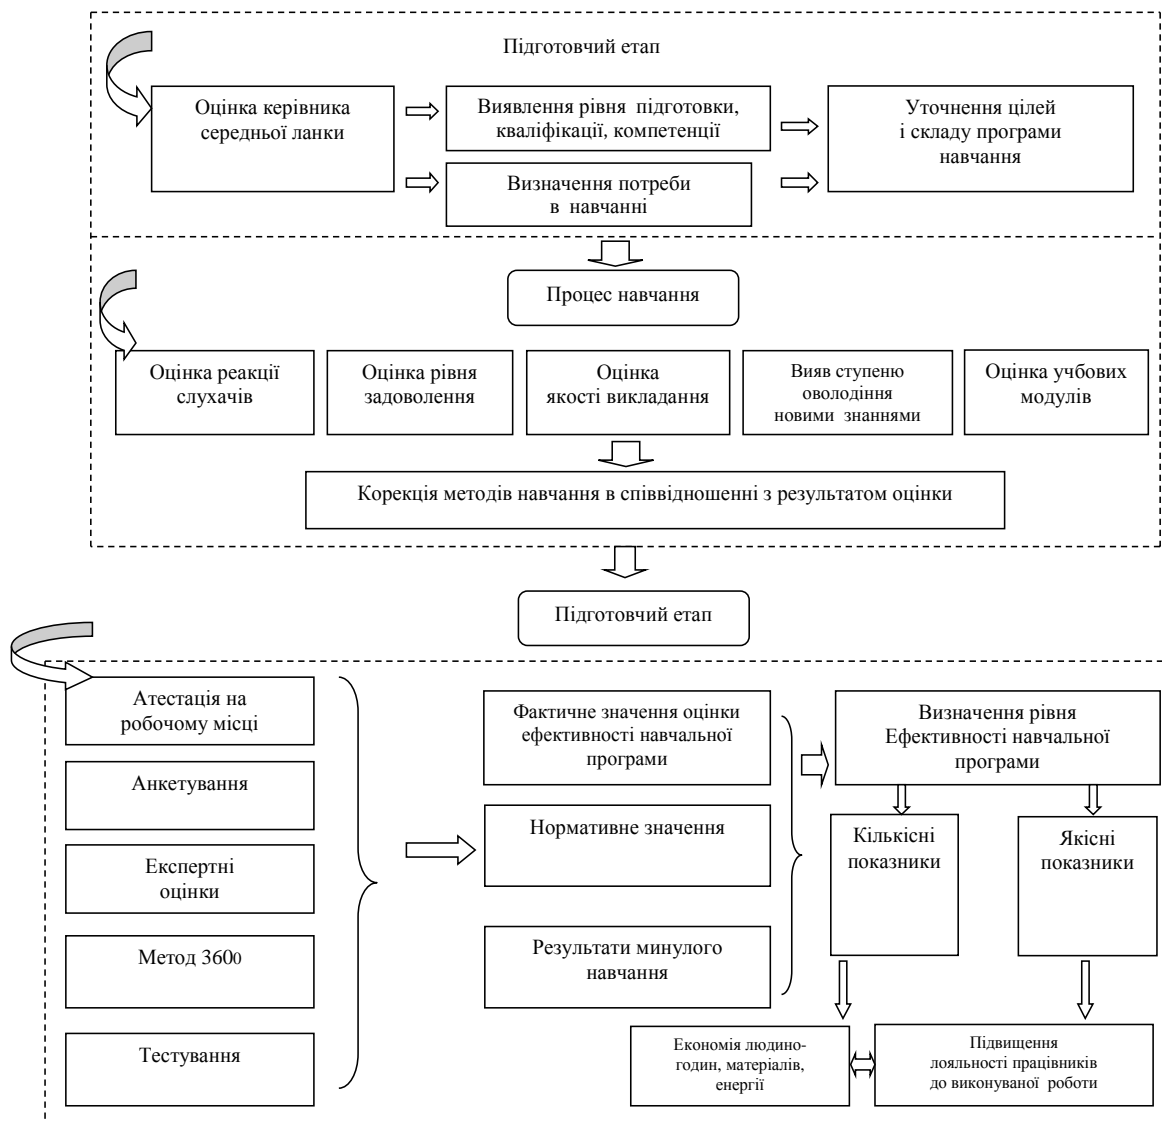 Підготовчий етап
Оцінка керівника
середньої ланки
Виявлення рівня підготовки,
кваліфікації, компетенції
Визначення потреби
в навчанні
Уточнення цілей
і складу програми
навчання
Процес навчання
Оцінка реакції
слухачів
Оцінка рівня
задоволення
Оцінка
якості викладання
Вияв ступеню
оволодіння
новими знаннями
Оцінка учбових
модулів
Корекція методів навчання в співвідношенні з результатом оцінки
Підготовчий етап
Атестація на
робочому місці
Анкетування
Експертні
оцінки
Метод 3600
Тестування
Фактичне значення оцінки
ефективності навчальної
програми
Нормативне значення
Результати минулого
навчання
Визначення рівня
Ефективності навчальної
програми
Кількісні
показники
Якісні
показники
Економія людино-
годин, матеріалів,
енергії
Підвищення
лояльності працівників
до виконуваної роботи